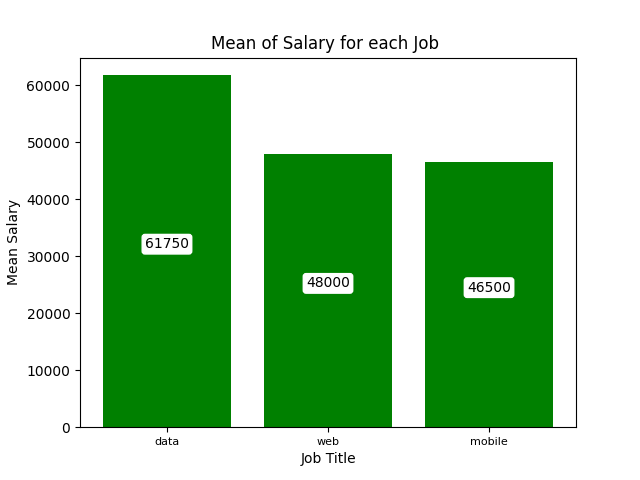 Mean of Salary for each Job
Mean Salary
60000
50000
40000
30000
20000
10000
0
61750
48000
46500
data
web
mobile
Job Title